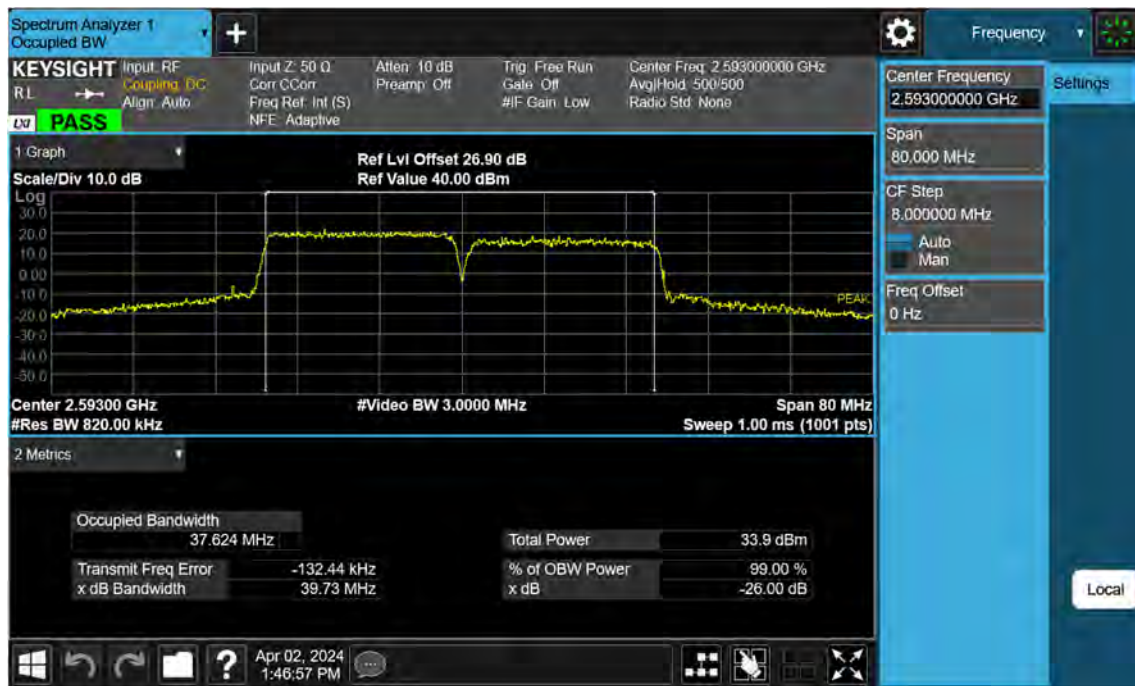 Spectrum Analyzer 1
Occupied BW
Frequency
KEYSIGHT
RL
PASS
Input: RF
Coupling: DC
Align: Auto
Input Z: 50 Ω
Corr CCorr
Freq Ref: Int (S)
NFE: Adaptive
Atten: 10 dB
Preamp: Off
Trig: Free Run
Gate: Off
#IF Gain: Low
Center Freq: 2.593000000 GHz
Avg|Hold: 500/500
Radio Std: None
1 Graph
Scale/Div 10.0 dB
Ref Lvl Offset 26.90 dB
Ref Value 40.00 dBm
Log
30.0
20.0
10.0
0.00
-10.0
-20.0
-30.0
-40.0
-50.0
PEAK
Center 2.59300 GHz
#Video BW 3.0000 MHz
Span 80 MHz
#Res BW 820.00 kHz
Sweep 1.00 ms (1001 pts)
2 Metrics
Occupied Bandwidth
37.624 MHz
Total Power 33.9 dBm
Transmit Freq Error -132.44 kHz
% of OBW Power 99.00 %
x dB Bandwidth 39.73 MHz
x dB -26.00 dB
Center Frequency
2.593000000 GHz
Settings
Span
80.000 MHz
CF Step
8.000000 MHz
Auto
Man
Freq Offset
0 Hz
Local
?
Apr 02, 2024
1:46:57 PM